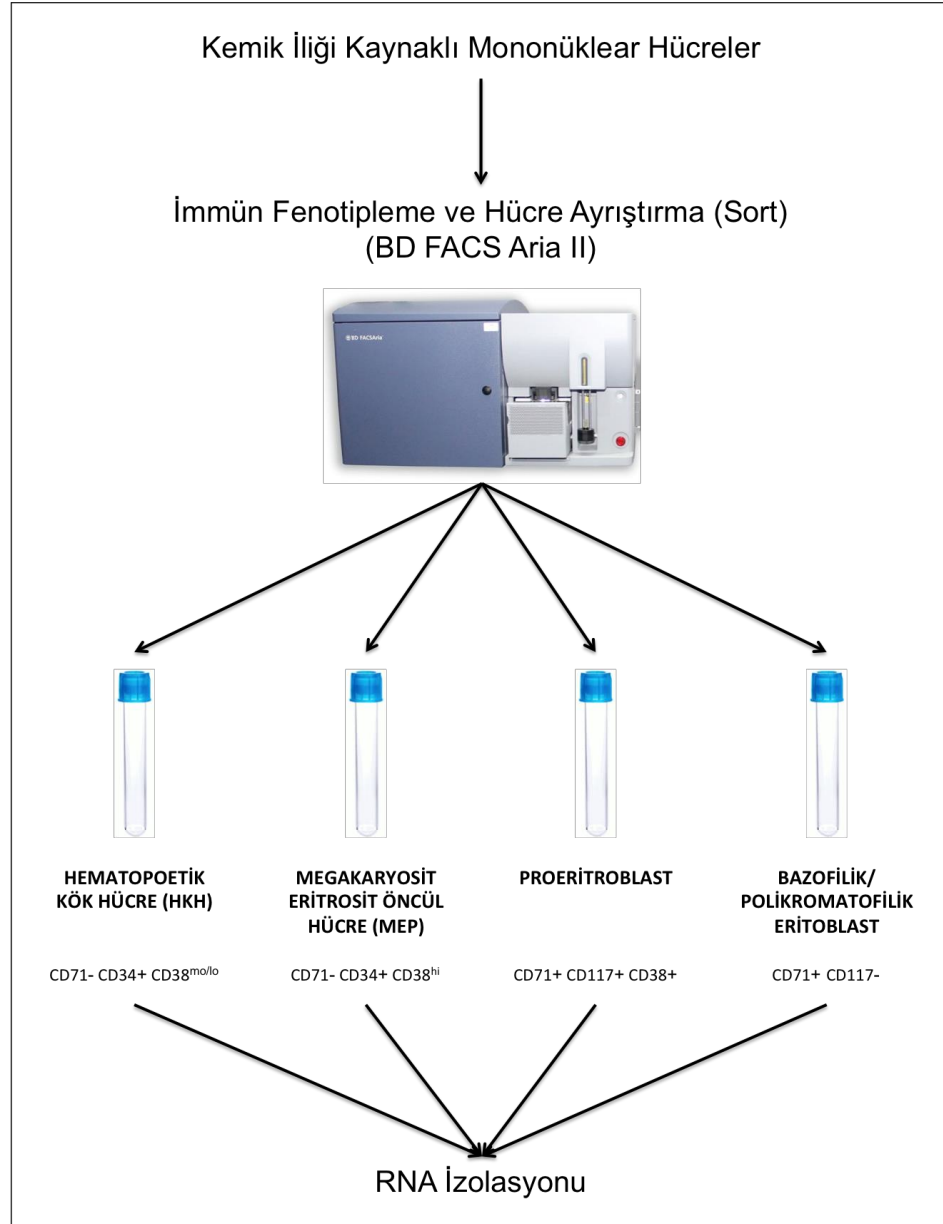 Kemik İliği Kaynaklı Mononüklear Hücreler
İmmün Fenotipleme ve Hücre Ayrıştırma (Sort)
(BD FACS Aria II)
BD FACSAria
HEMATOPOETİK
KÖK HÜCRE (HKH)
CD71- CD34+ CD38mo/lo
MEGAKARYOSİT
ERİTROSİT ÖNCÜL
HÜCRE (MEP)
CD71- CD34+ CD38hi
PROERİTROBLAST
CD71+ CD117+ CD38+
BAZOFİLİK/
POLİKROMATOFİLİK
ERİTOBLAST
CD71+ CD117-
RNA İzolasyonu